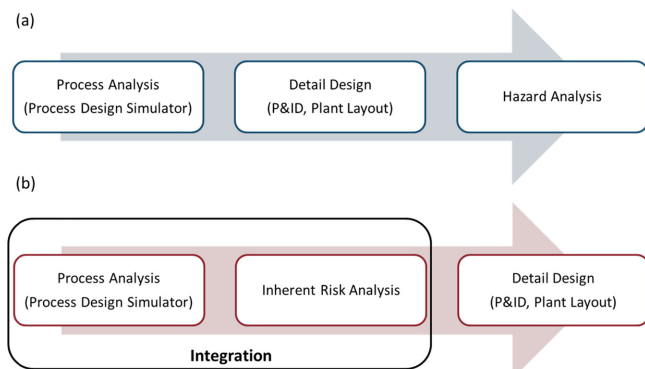 (a)
Process Analysis
(Process Design Simulator)
Detail Design
(P&ID, Plant Layout)
Hazard Analysis
(b)
Process Analysis
(Process Design Simulator)
Inherent Risk Analysis
Detail Design
(P&ID, Plant Layout)
Integration